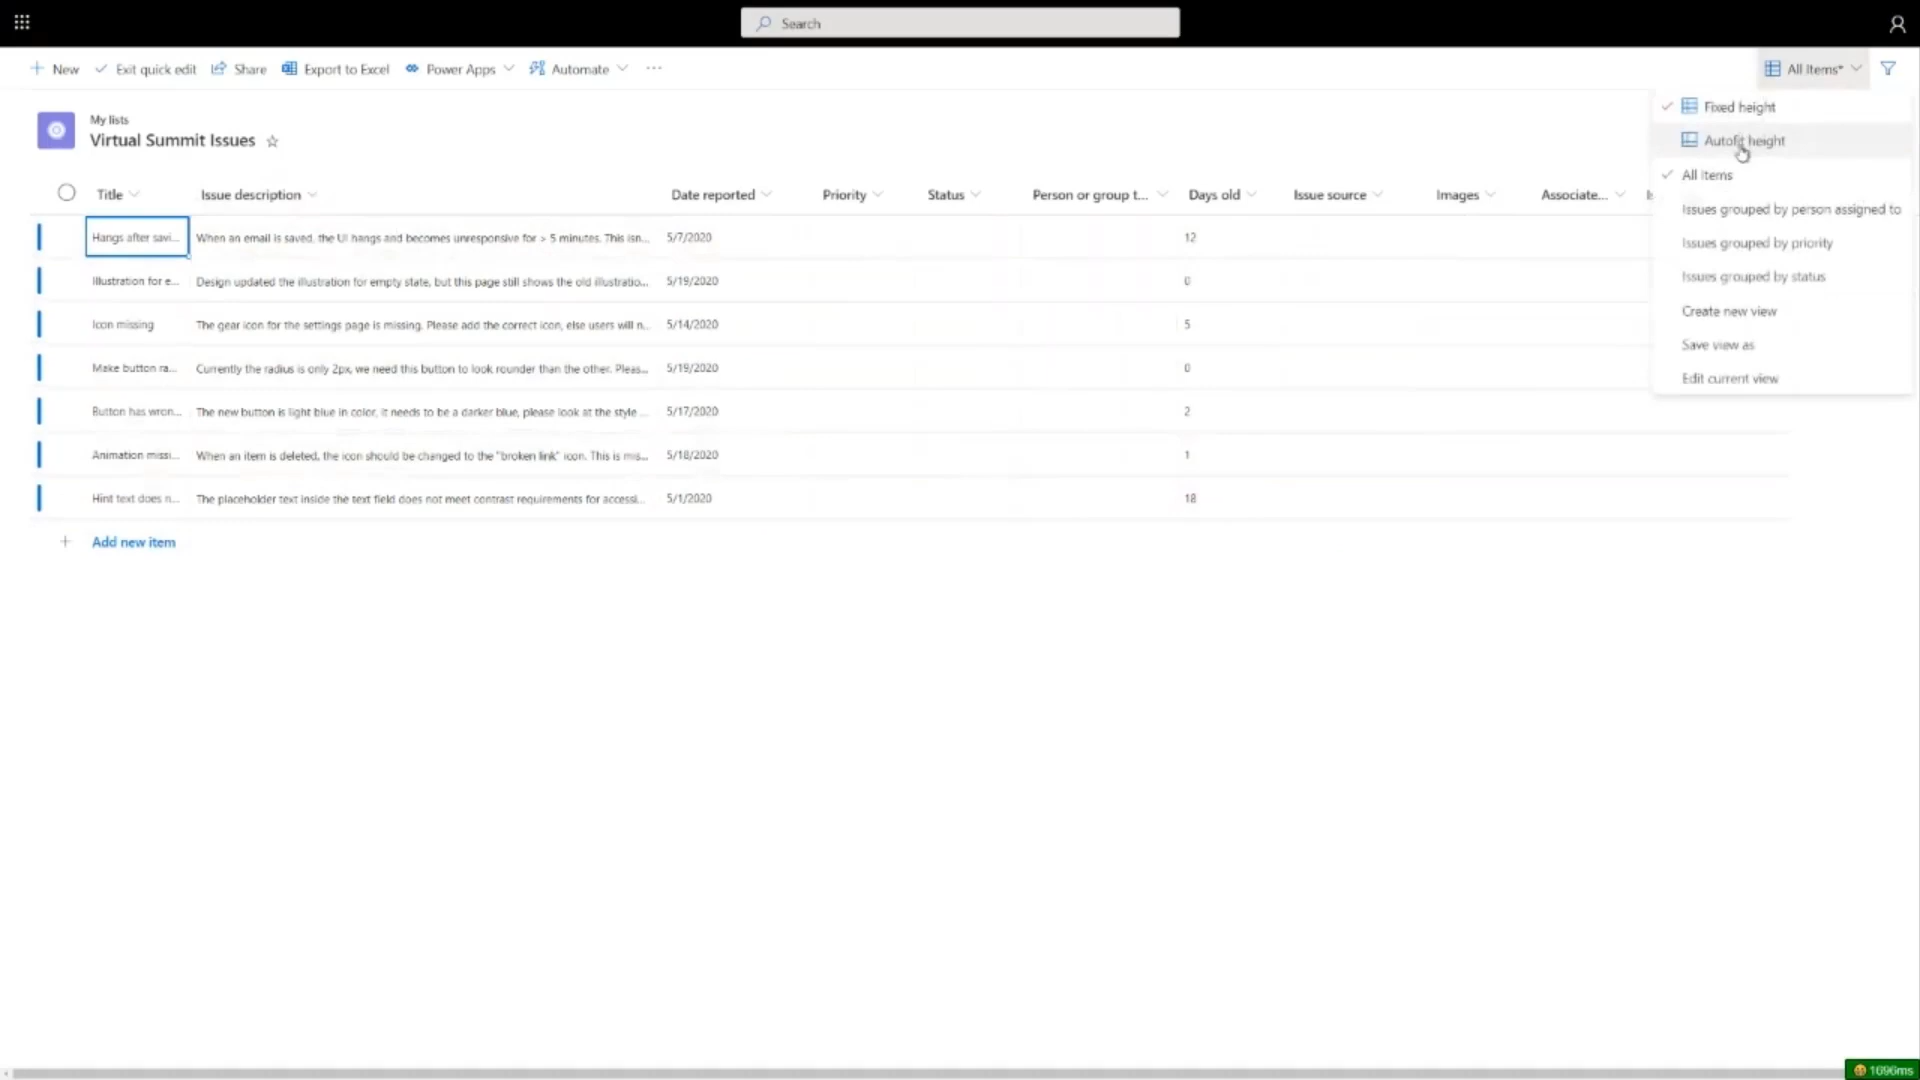 Search
New Exit quick edit Share Export to Excel Power Apps Automate ... All Items*
My lists
Virtual Summit Issues
Title Issue description Date reported Priority Status Person or group t... Days old Issue source Images Associate...
Hangs after savi... When an email is saved, the UI hangs and becomes unresponsive for > 5 minutes. This isn... 5/7/2020 12
Illustration for e... Design updated the illustration for empty state, but this page still shows the old illustratio... 5/19/2020 0
Icon missing The gear icon for the settings page is missing. Please add the correct icon, else users will n... 5/14/2020 5
Make button ra... Currently the radius is only 2px, we need this button to look rounder than the other. Pleas... 5/19/2020 0
Button has wron... The new button is light blue in color, it needs to be a darker blue, please look at the style ... 5/17/2020 2
Animation missi... When an item is deleted, the icon should be changed to the "broken link" icon. This is mis... 5/18/2020 1
Hint text does n... The placeholder text inside the text field does not meet contrast requirements for accessi... 5/1/2020 18
Add new item
Fixed height
Autofit height
All Items
Issues grouped by person assigned to
Issues grouped by priority
Issues grouped by status
Create new view
Save view as
Edit current view
1696ms